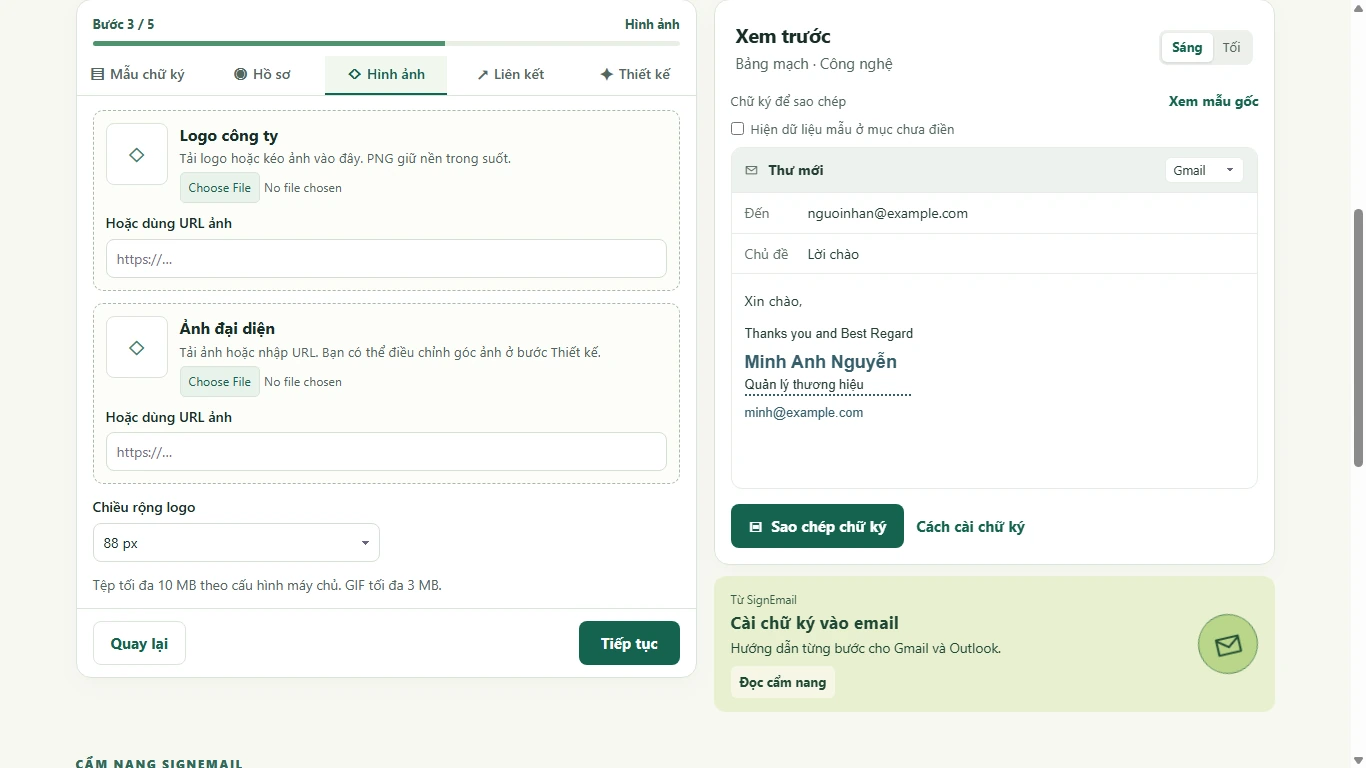 Bước 3 / 5
Hình ảnh
Mẫu chữ ký
Hồ sơ
Hình ảnh
Liên kết
Thiết kế
Logo công ty
Tải logo hoặc kéo ảnh vào đây. PNG giữ nền trong suốt.
Choose File No file chosen
Hoặc dùng URL ảnh
https://...
Ảnh đại diện
Tải ảnh hoặc nhập URL. Bạn có thể điều chỉnh góc ảnh ở bước Thiết kế.
Choose File No file chosen
Hoặc dùng URL ảnh
https://...
Chiều rộng logo
88 px
Tệp tối đa 10 MB theo cấu hình máy chủ. GIF tối đa 3 MB.
Quay lại
Tiếp tục
Xem trước
Bảng mạch · Công nghệ
Sáng
Tối
Chữ ký để sao chép
Xem mẫu gốc
Hiện dữ liệu mẫu ở mục chưa điền
Thư mới
Gmail
Đến nguoinhan@example.com
Chủ đề Lời chào
Xin chào,
Thanks you and Best Regard
Minh Anh Nguyễn
Quản lý thương hiệu
minh@example.com
Sao chép chữ ký
Cách cài chữ ký
Từ SignEmail
Cài chữ ký vào email
Hướng dẫn từng bước cho Gmail và Outlook.
Đọc cẩm nang
CẨM NANG SIGNEMAIL